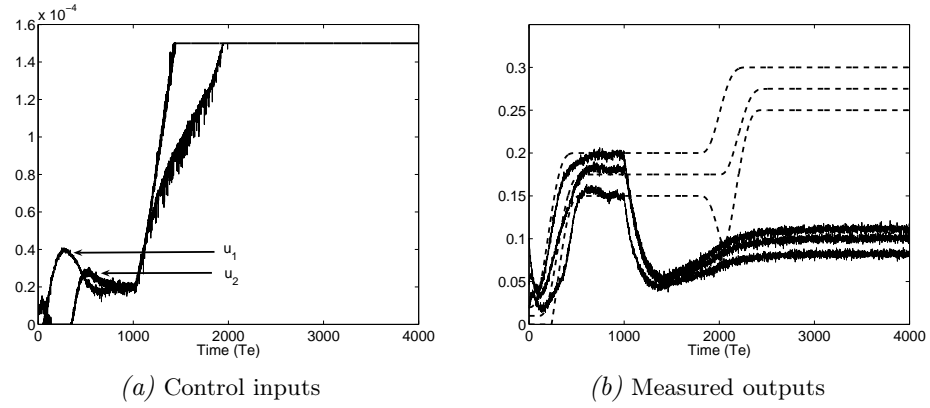 x 10⁻⁴
1.6
1.4
1.2
1
0.8
0.6
0.4
0.2
0
u₁
u₂
0 1000 2000 3000 4000
Time (Te)
(a) Control inputs
0.3
0.25
0.2
0.15
0.1
0.05
0
0 1000 2000 3000 4000
Time (Te)
(b) Measured outputs